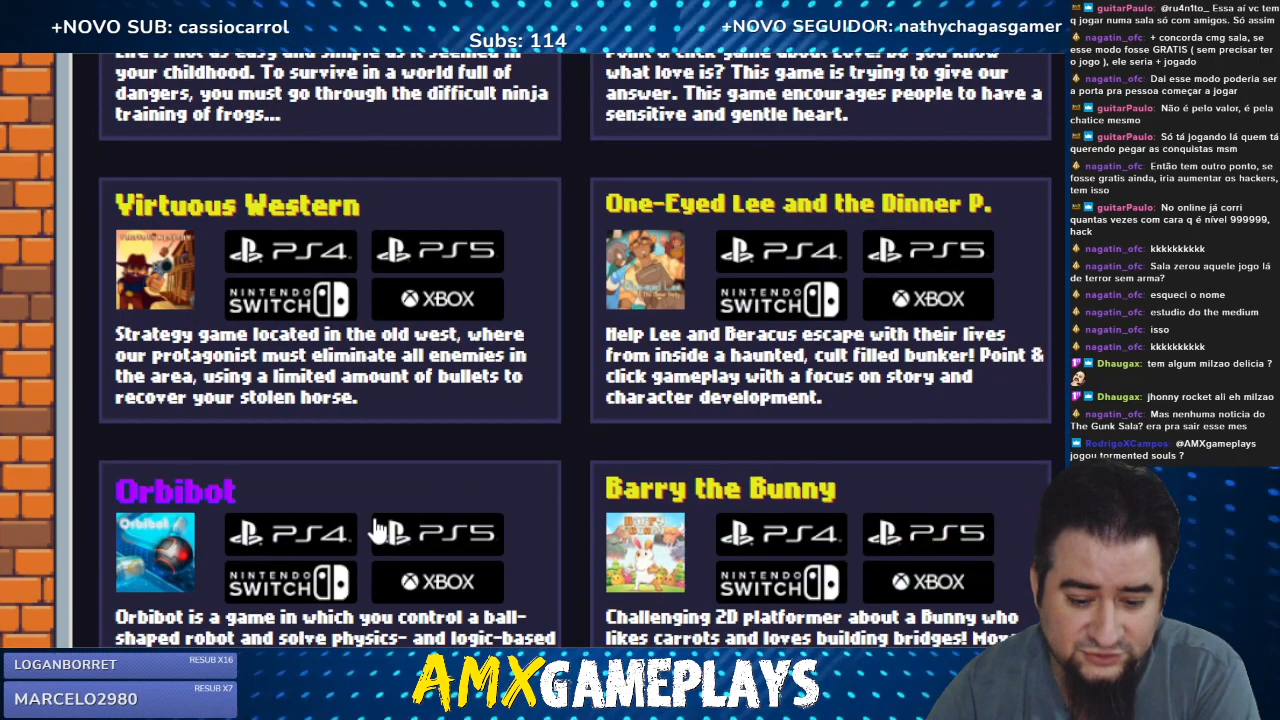 +NOVO SUB: cassiocarrol
Subs: 114
+NOVO SEGUIDOR: nathychagasgamer
your childhood. To survive in a world full of
dangers, you must go through the difficult ninja
training of frogs...
what love is? This game is trying to give our
answer. This game encourages people to have a
sensitive and gentle heart.
Virtuous Western
PS4
PS5
NINTENDO
SWITCH
XBOX
Strategy game located in the old west, where
our protagonist must eliminate all enemies in
the area, using a limited amount of bullets to
recover your stolen horse.
One-Eyed Lee and the Dinner P.
PS4
PS5
NINTENDO
SWITCH
XBOX
Help Lee and Beracus escape with their lives
from inside a haunted, cult filled bunker! Point &
click gameplay with a focus on story and
character development.
Orbibot
Orbibot
PS4
PS5
NINTENDO
SWITCH
XBOX
Orbibot is a game in which you control a ball-
shaped robot and solve physics- and logic-based
Barry the Bunny
PS4
PS5
NINTENDO
SWITCH
XBOX
Challenging 2D platformer about a Bunny who
likes carrots and loves building bridges!
guitarPaulo: @ru4n1to_ Essa aí vc tem
q jogar numa sala só com amigos. Só assim
nagatin_ofc: + concorda cmg sala, se
esse modo fosse GRATIS ( sem precisar ter
o jogo ), ele seria + jogado
nagatin_ofc: Dai esse modo poderia ser
a porta pra pessoa começar a jogar
guitarPaulo: Não é pelo valor, é pela
chatice mesmo
guitarPaulo: Só tá jogando lá quem tá
querendo pegar as conquistas msm
nagatin_ofc: Então tem outro ponto, se
fosse gratis ainda, iria aumentar os hackers,
tem isso
guitarPaulo: No online já corri
quantas vezes com cara q é nível 999999,
hack
nagatin_ofc: kkkkkkkkkk
nagatin_ofc: Sala zerou aquele jogo lá
de terror sem arma?
nagatin_ofc: esqueci o nome
nagatin_ofc: estudio do the medium
nagatin_ofc: isso
nagatin_ofc: kkkkkkkkkk
Dhaugax: tem algum milzao delicia ?
Dhaugax: jhonny rocket ali eh milzao
nagatin_ofc: Mas nenhuma noticia do
The Gunk Sala? era pra sair esse mes
RodrigoXCampos: @AMXgameplays
jogou tormented souls ?
LOGANBORRET
RESUB X16
MARCELO2980
RESUB X7
AMXGAMEPLAYS